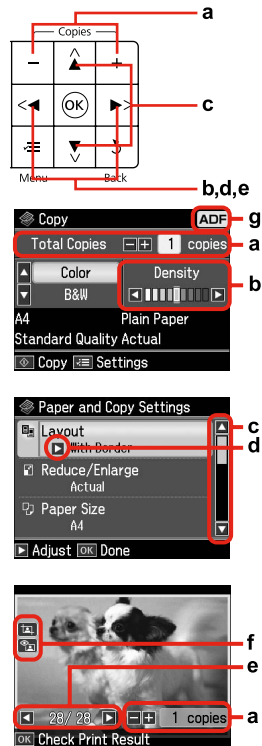 a
Copies
− +
OK
c
Menu Back
b,d,e
Copy ADF g
Total Copies − + 1 copies a
Color Density b
B&W
A4 Plain Paper
Standard Quality Actual
Copy Settings
Paper and Copy Settings
Layout c
With Border d
Reduce/Enlarge
Actual
Paper Size
A4
Adjust OK Done
f
e
28/28 − + 1 copies a
OK Check Print Result